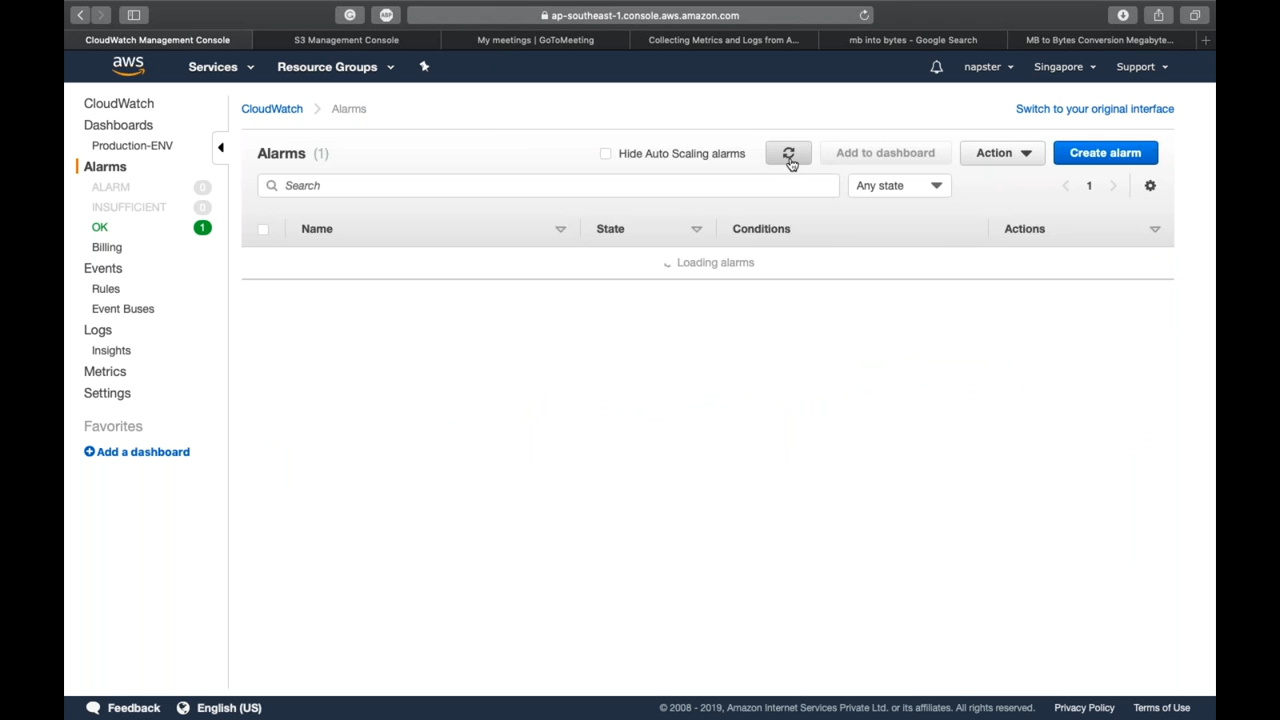 ap-southeast-1.console.aws.amazon.com
CloudWatch Management Console
S3 Management Console
My meetings | GoToMeeting
Collecting Metrics and Logs from A...
mb into bytes - Google Search
MB to Bytes Conversion Megabyte...
aws
Services
Resource Groups
napster
Singapore
Support
CloudWatch
Dashboards
Production-ENV
Alarms
ALARM 0
INSUFFICIENT 0
OK 1
Billing
Events
Rules
Event Buses
Logs
Insights
Metrics
Settings
Favorites
Add a dashboard
CloudWatch > Alarms
Switch to your original interface
Alarms (1)
Hide Auto Scaling alarms
Add to dashboard
Action
Create alarm
Search
Any state
1
Name
State
Conditions
Actions
Loading alarms
Feedback
English (US)
© 2008 - 2019, Amazon Internet Services Private Ltd. or its affiliates. All rights reserved.
Privacy Policy
Terms of Use